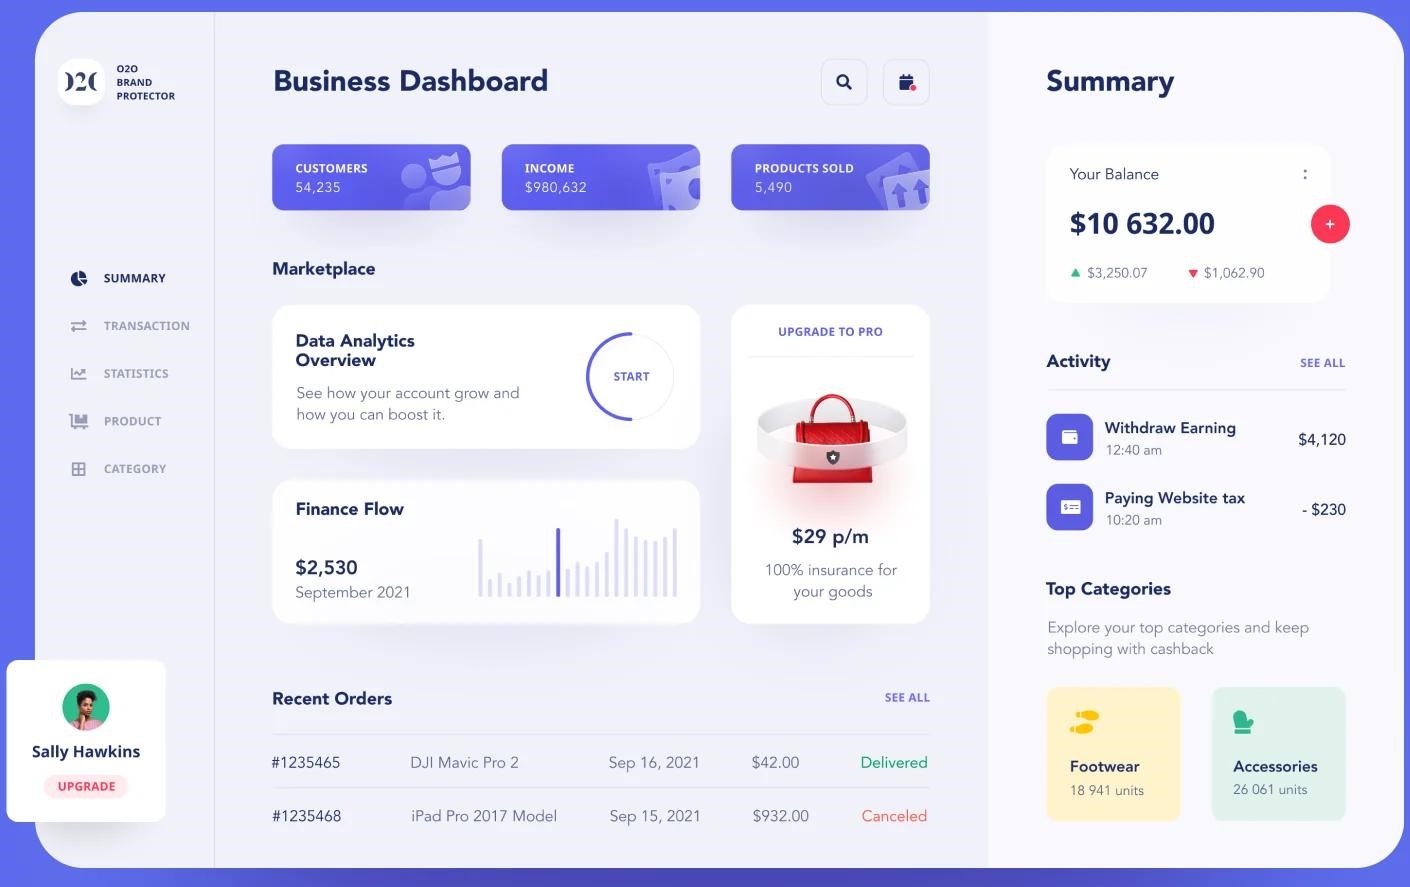 O2O
BRAND
PROTECTOR
SUMMARY
TRANSACTION
STATISTICS
PRODUCT
CATEGORY
Sally Hawkins
UPGRADE
Business Dashboard
CUSTOMERS
54,235
INCOME
$980,632
PRODUCTS SOLD
5,490
Marketplace
Data Analytics
Overview
See how your account grow and
how you can boost it.
START
Finance Flow
$2,530
September 2021
UPGRADE TO PRO
$29 p/m
100% insurance for
your goods
Recent Orders
SEE ALL
#1235465 DJI Mavic Pro 2 Sep 16, 2021 $42.00 Delivered
#1235468 iPad Pro 2017 Model Sep 15, 2021 $932.00 Canceled
Summary
Your Balance
$10 632.00
+
$3,250.07 $1,062.90
Activity
SEE ALL
Withdraw Earning
12:40 am
$4,120
Paying Website tax
10:20 am
- $230
Top Categories
Explore your top categories and keep
shopping with cashback
Footwear
18 941 units
Accessories
26 061 units